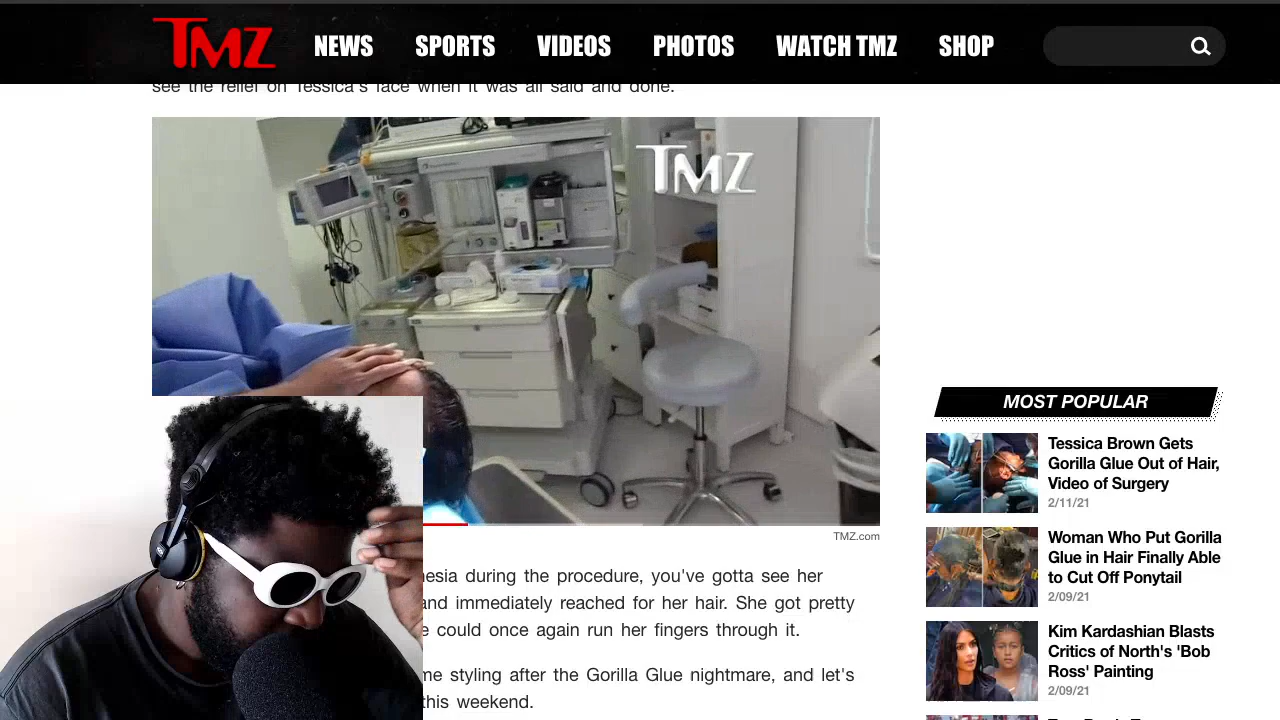 TMZ NEWS SPORTS VIDEOS PHOTOS WATCH TMZ SHOP
see the relief on Tessica's face when it was all said and done.
TMZ
TMZ.com
nesia during the procedure, you've gotta see her
and immediately reached for her hair. She got pretty
e could once again run her fingers through it.
me styling after the Gorilla Glue nightmare, and let's
this weekend.
MOST POPULAR
Tessica Brown Gets
Gorilla Glue Out of Hair,
Video of Surgery
2/11/21
Woman Who Put Gorilla
Glue in Hair Finally Able
to Cut Off Ponytail
2/09/21
Kim Kardashian Blasts
Critics of North's 'Bob
Ross' Painting
2/09/21